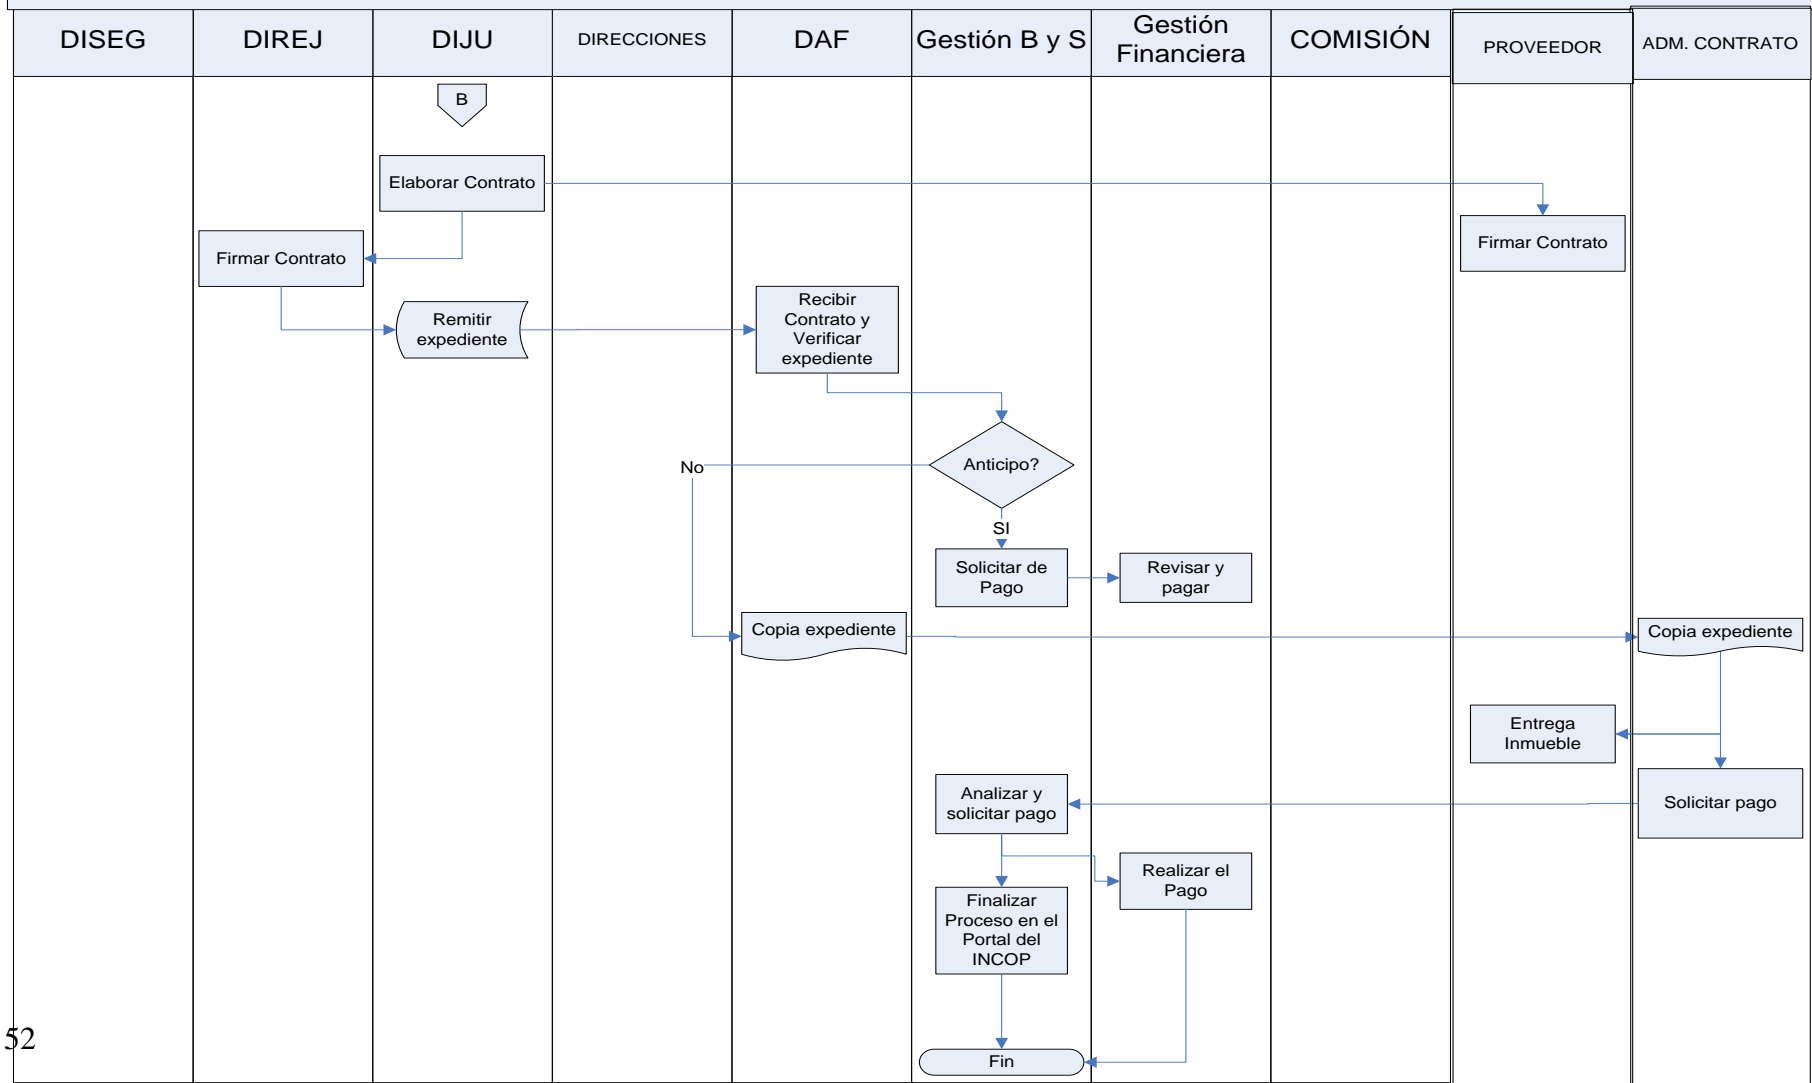 DISEG
DIREJ
DIJU
DIRECCIONES
DAF
Gestión B y S
Gestión
Financiera
COMISIÓN
PROVEEDOR
ADM. CONTRATO
B
Elaborar Contrato
Firmar Contrato
Firmar Contrato
Remitir
expediente
Recibir
Contrato y
Verificar
expediente
Anticipo?
No
SI
Solicitar de
Pago
Revisar y
pagar
Copia expediente
Copia expediente
Entrega
Inmueble
Analizar y
solicitar pago
Solicitar pago
Realizar el
Pago
Finalizar
Proceso en el
Portal del
INCOP
Fin
52